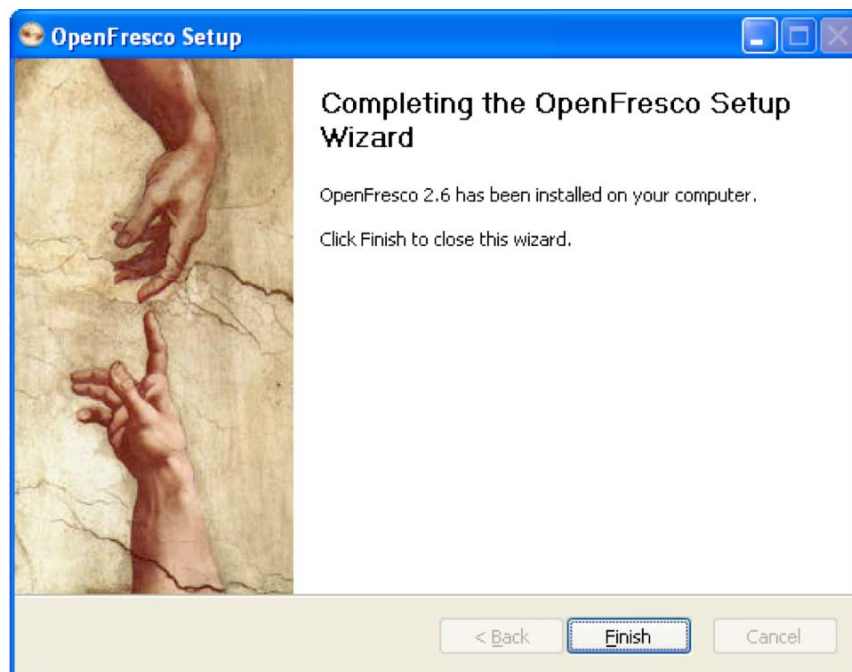 OpenFresco Setup
Completing the OpenFresco Setup
Wizard
OpenFresco 2.6 has been installed on your computer.
Click Finish to close this wizard.
< Back
Finish
Cancel